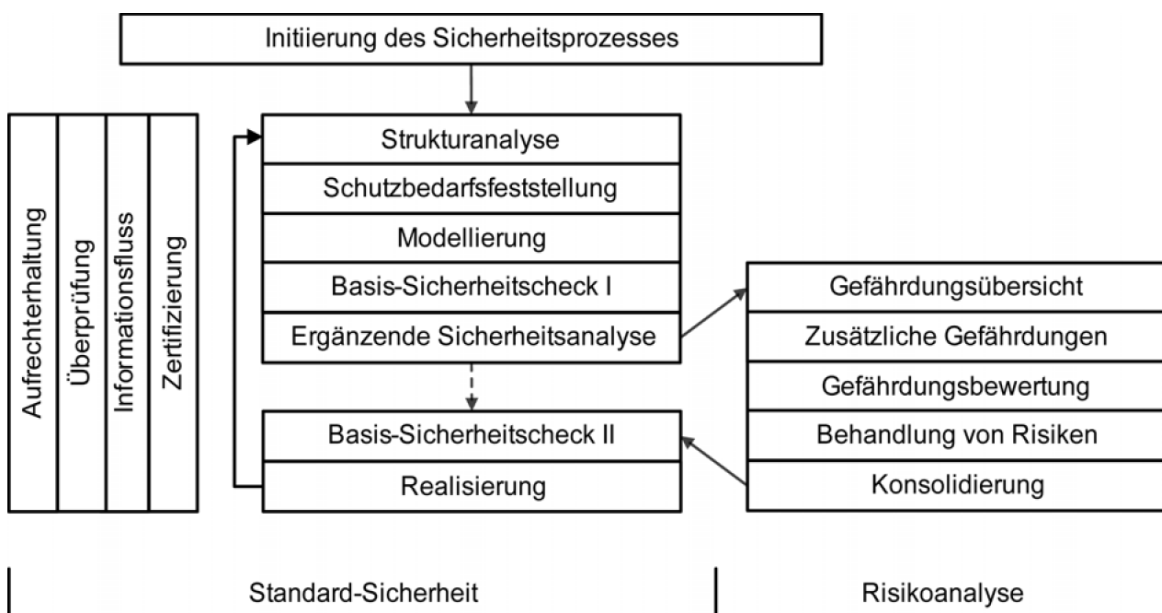 Initiierung des Sicherheitsprozesses
Aufrechterhaltung
Überprüfung
Informationsfluss
Zertifizierung
Strukturanalyse
Schutzbedarfsfeststellung
Modellierung
Basis-Sicherheitscheck I
Ergänzende Sicherheitsanalyse
Basis-Sicherheitscheck II
Realisierung
Gefährdungsübersicht
Zusätzliche Gefährdungen
Gefährdungsbewertung
Behandlung von Risiken
Konsolidierung
Standard-Sicherheit
Risikoanalyse